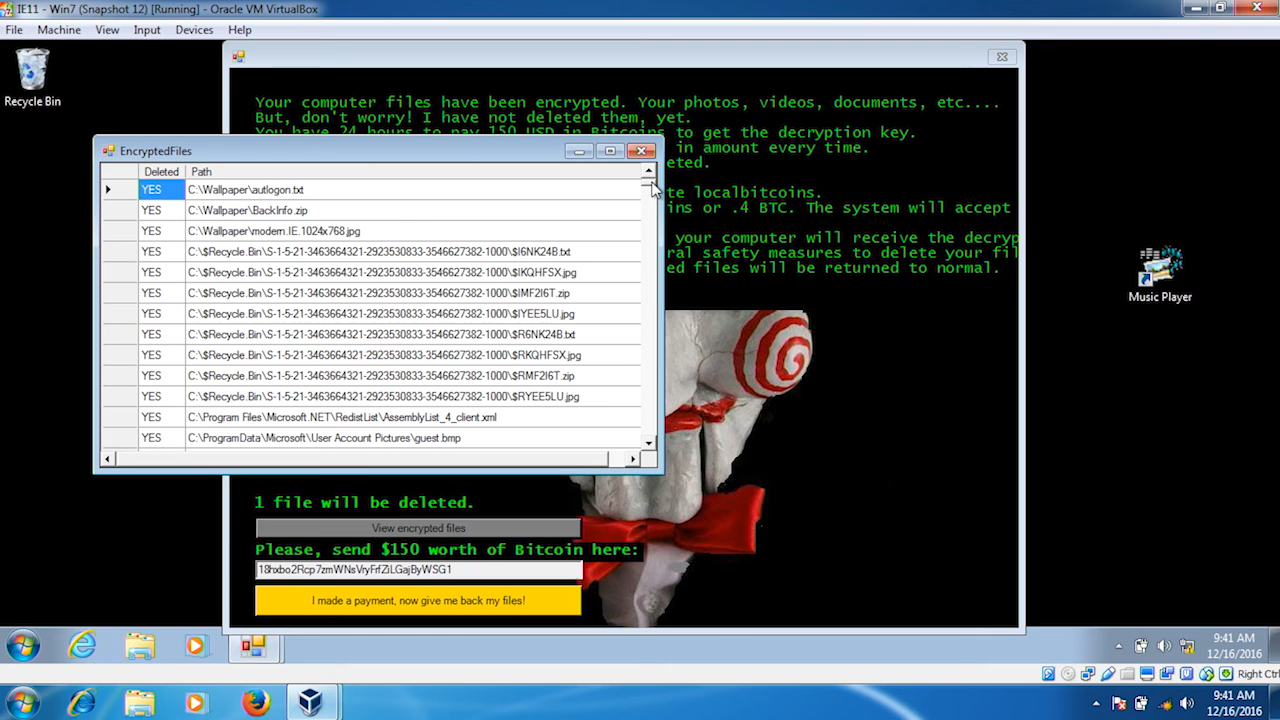 IE11 - Win7 (Snapshot 12) [Running] - Oracle VM VirtualBox
File Machine View Input Devices Help
Recycle Bin
Your computer files have been encrypted. Your photos, videos, documents, etc....
But, don't worry! I have not deleted them, yet.
You have 24 hours to pay 150 USD in Bitcoins to get the decryption key.
in amount every time.
EncryptedFiles
Deleted Path
YES C:\Wallpaper\autlogon.txt
YES C:\Wallpaper\BackInfo.zip
YES C:\Wallpaper\modern.IE.1024x768.jpg
YES C:\$Recycle.Bin\S-1-5-21-3463664321-2923530833-3546627382-1000\$I6NK24B.txt
YES C:\$Recycle.Bin\S-1-5-21-3463664321-2923530833-3546627382-1000\$IKQHFSX.jpg
YES C:\$Recycle.Bin\S-1-5-21-3463664321-2923530833-3546627382-1000\$IMF2I6T.zip
YES C:\$Recycle.Bin\S-1-5-21-3463664321-2923530833-3546627382-1000\$IYEE5LU.jpg
YES C:\$Recycle.Bin\S-1-5-21-3463664321-2923530833-3546627382-1000\$R6NK24B.txt
YES C:\$Recycle.Bin\S-1-5-21-3463664321-2923530833-3546627382-1000\$RKQHFSX.jpg
YES C:\$Recycle.Bin\S-1-5-21-3463664321-2923530833-3546627382-1000\$RMF2I6T.zip
YES C:\$Recycle.Bin\S-1-5-21-3463664321-2923530833-3546627382-1000\$RYEE5LU.jpg
YES C:\Program Files\Microsoft.NET\RedistList\AssemblyList_4_client.xml
YES C:\ProgramData\Microsoft\User Account Pictures\guest.bmp
eted.
te localbitcoins.
ins or .4 BTC. The system will accept
your computer will receive the decryp
ral safety measures to delete your fil
ed files will be returned to normal.
Music Player
1 file will be deleted.
View encrypted files
Please, send $150 worth of Bitcoin here:
18hxbo2Rcp7zmWNsVryFrfZiLGajByWSG1
I made a payment, now give me back my files!
9:41 AM
12/16/2016
Right Ctrl
9:41 AM
12/16/2016